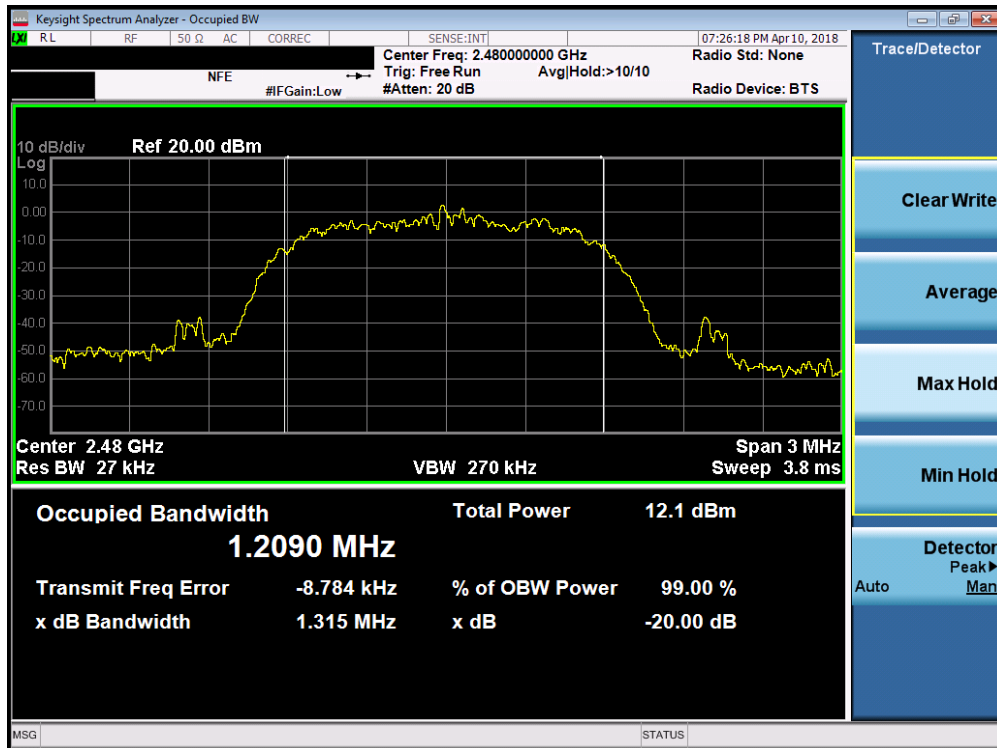 Keysight Spectrum Analyzer - Occupied BW
LXI RL RF 50 Ω AC CORREC SENSE:INT 07:26:18 PM Apr 10, 2018
Center Freq: 2.480000000 GHz Radio Std: None
NFE Trig: Free Run Avg|Hold:>10/10
#IFGain:Low #Atten: 20 dB Radio Device: BTS
10 dB/div Ref 20.00 dBm
Log
10.0
0.00
-10.0
-20.0
-30.0
-40.0
-50.0
-60.0
-70.0
Center 2.48 GHz Span 3 MHz
Res BW 27 kHz VBW 270 kHz Sweep 3.8 ms
Occupied Bandwidth Total Power 12.1 dBm
1.2090 MHz
Transmit Freq Error -8.784 kHz % of OBW Power 99.00 %
x dB Bandwidth 1.315 MHz x dB -20.00 dB
MSG STATUS
Trace/Detector
Clear Write
Average
Max Hold
Min Hold
Detector
Peak▶
Auto Man